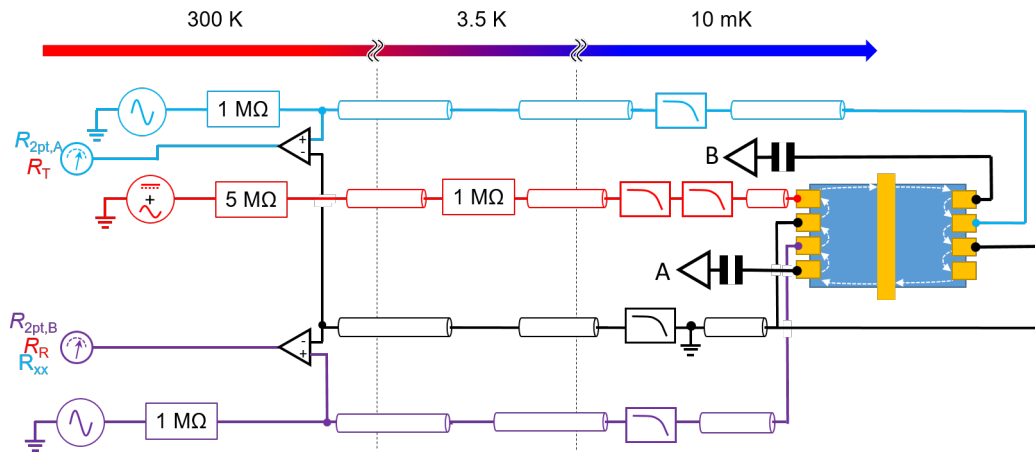 300 K
3.5 K
10 mK
1 MΩ
R2pt,A
RT
B
+
-
+
5 MΩ
1 MΩ
A
R2pt,B
RR
Rxx
-
+
1 MΩ